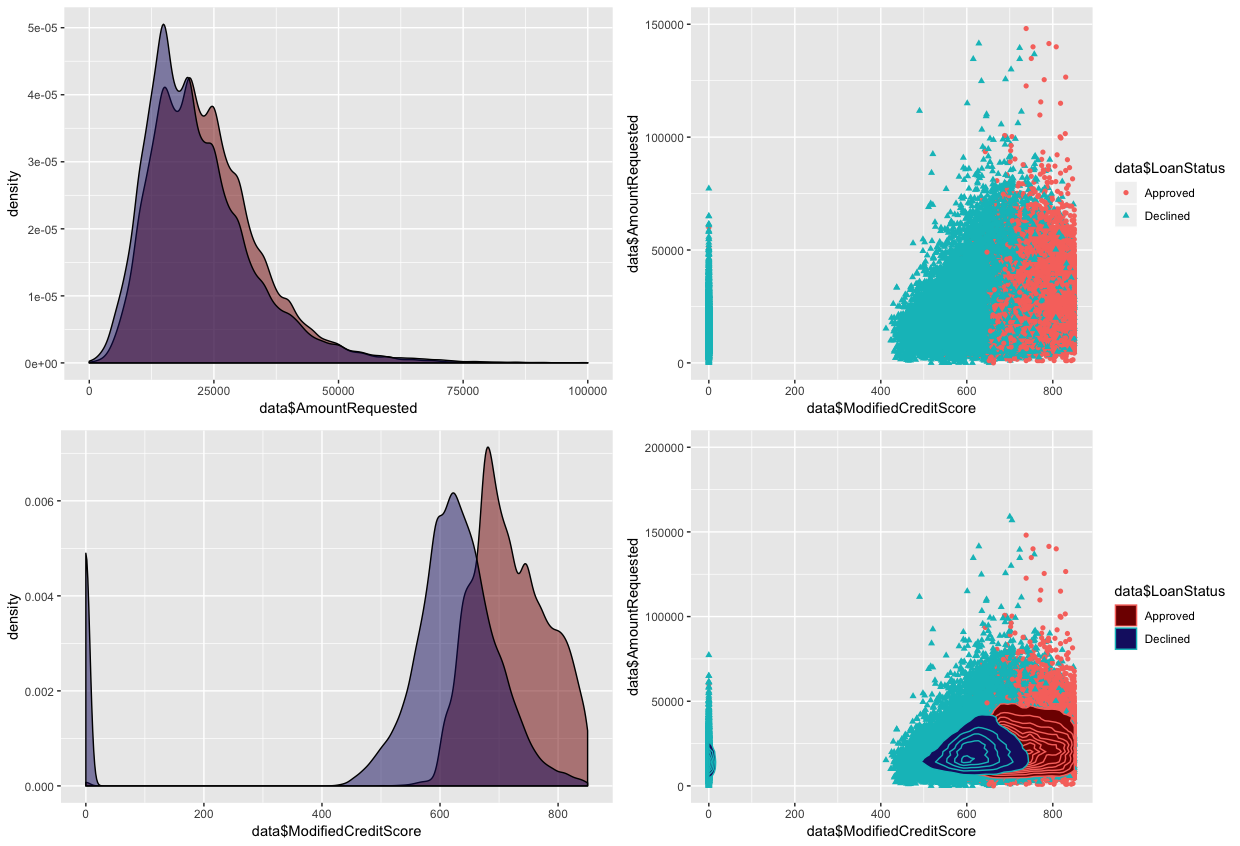 5e-05
4e-05
3e-05
2e-05
1e-05
0e+00
density
0 25000 50000 75000 100000
data$AmountRequested
150000
100000
50000
0
data$AmountRequested
0 200 400 600 800
data$ModifiedCreditScore
data$LoanStatus
Approved
Declined
0.006
0.004
0.002
0.000
density
0 200 400 600 800
data$ModifiedCreditScore
200000
150000
100000
50000
0
data$AmountRequested
0 200 400 600 800
data$ModifiedCreditScore
data$LoanStatus
Approved
Declined